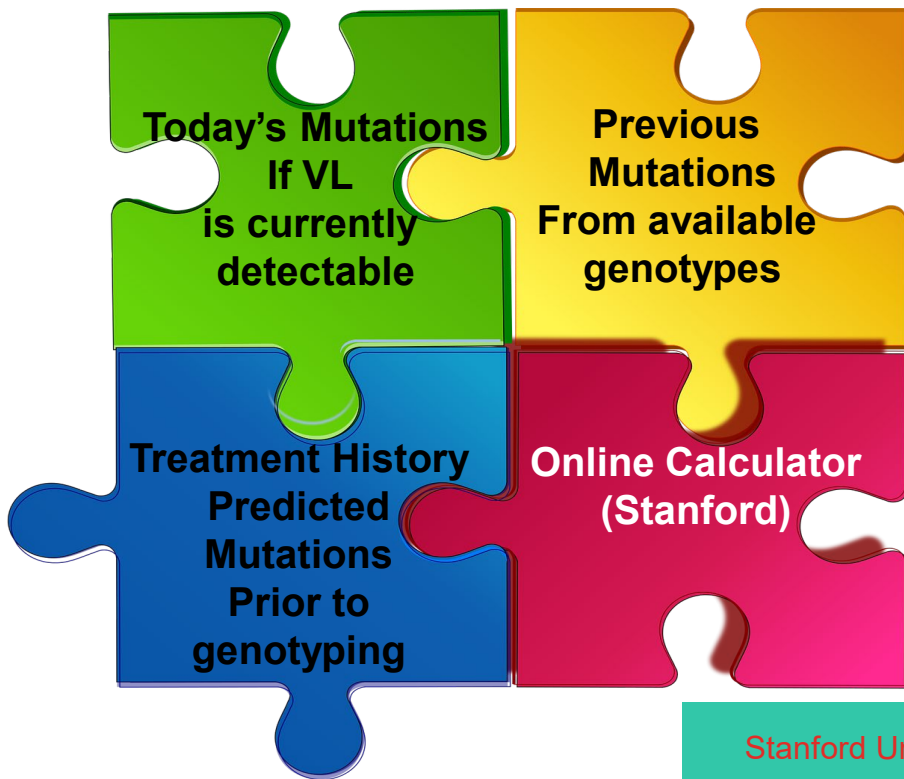 Today's Mutations
If VL
is currently
detectable
Previous
Mutations
From available
genotypes
Treatment History
Predicted
Mutations
Prior to
genotyping
Online Calculator
(Stanford)
Stanford